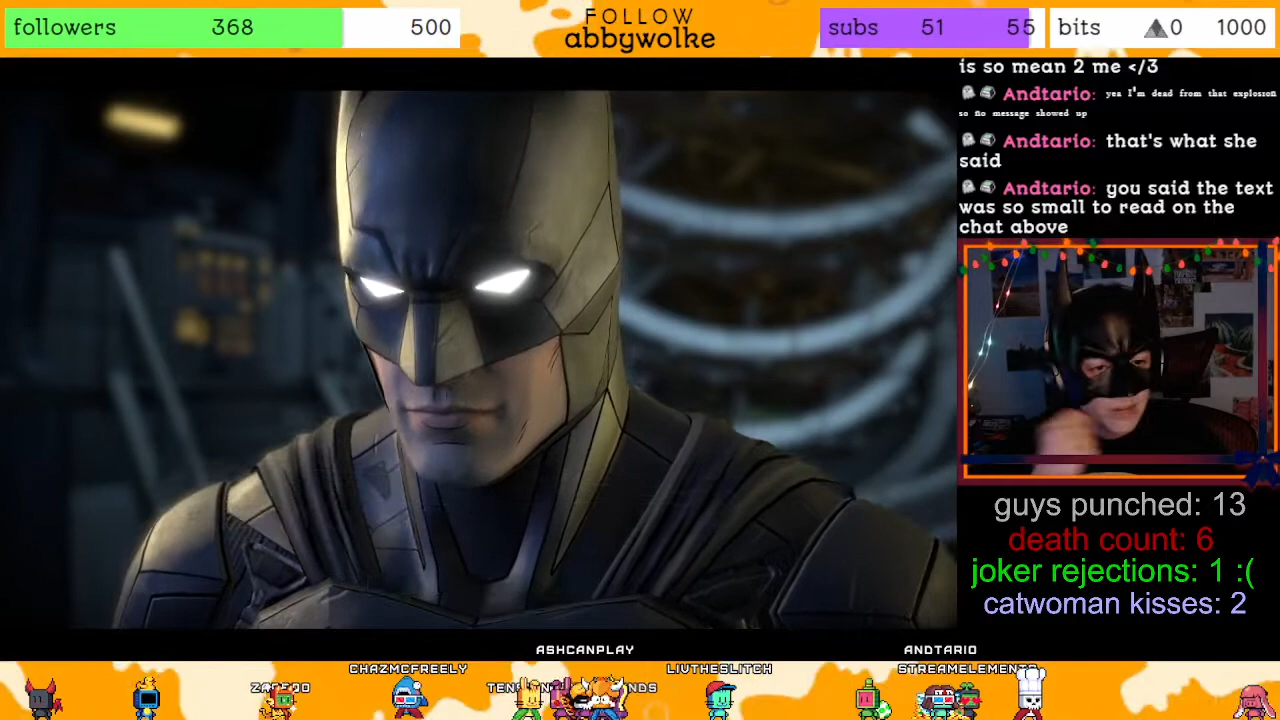 followers 368 500
FOLLOW
abbywolke
subs 51 55
bits 0 1000
is so mean 2 me </3
Andtario: yea I'm dead from that explosion
so no message showed up
Andtario: that's what she
said
Andtario: you said the text
was so small to read on the
chat above
guys punched: 13
death count: 6
joker rejections: 1 :(
catwoman kisses: 2
ASHCANPLAY
ANDTARIO
CHAZMCFREELY
LIVTHESLITCH
STREAMELEMENTS